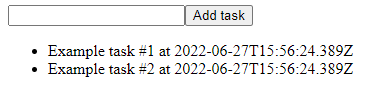 Add task
Example task #1 at 2022-06-27T15:56:24.389Z
Example task #2 at 2022-06-27T15:56:24.389Z